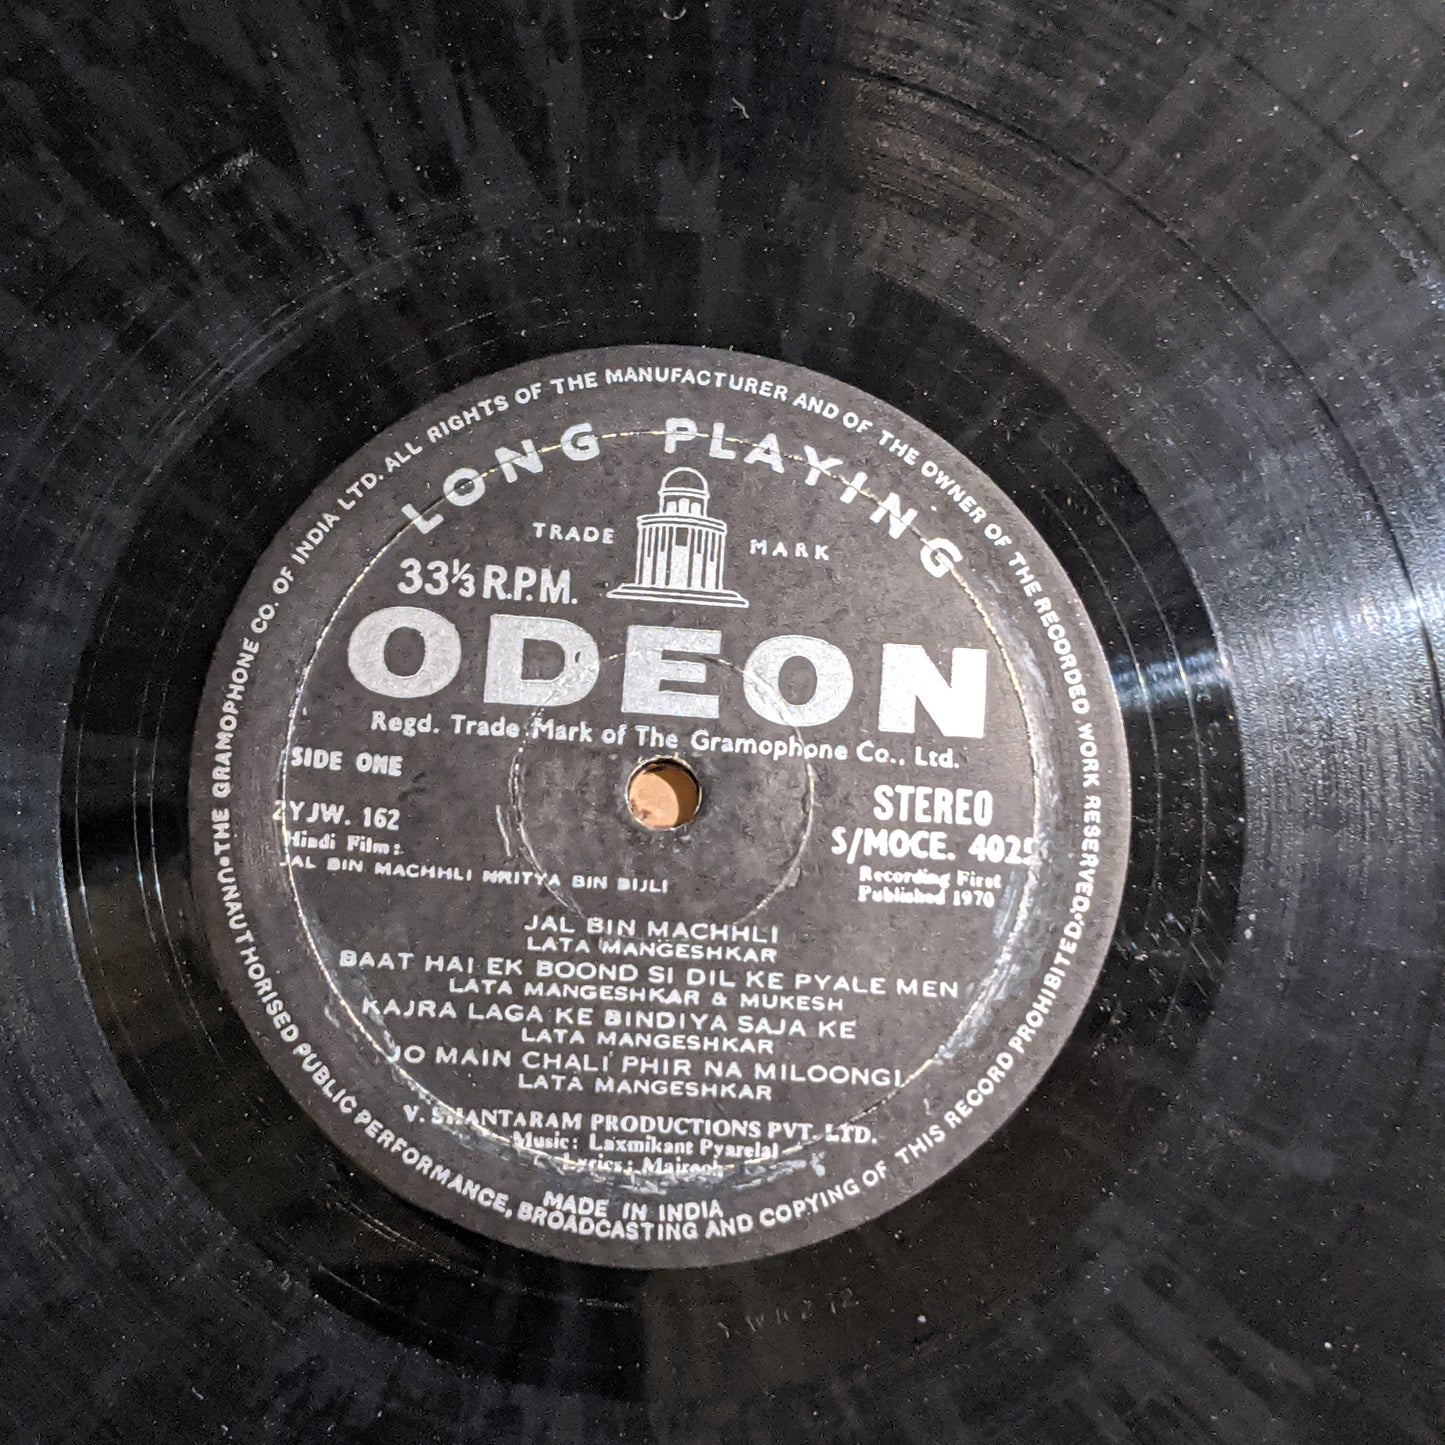 THE GRAMOPHONE CO. OF INDIA LTD. ALL RIGHTS OF THE MANUFACTURER AND OF THE OWNER OF THE RECORDED WORK RESERVED
UNAUTHORISED PUBLIC PERFORMANCE, BROADCASTING AND COPYING OF THIS RECORD PROHIBITED
LONG PLAYING
TRADE MARK
33⅓ R.P.M.
ODEON
Regd. Trade Mark of The Gramophone Co., Ltd.
SIDE ONE
2YJW. 162
Hindi Film:
JAL BIN MACHHLI NRITYA BIN BIJLI
STEREO
S/MOCE. 4025
Recording First
Published 1970
JAL BIN MACHHLI
LATA MANGESHKAR
BAAT HAI EK BOOND SI DIL KE PYALE MEN
LATA MANGESHKAR & MUKESH
KAJRA LAGA KE BINDIYA SAJA KE
LATA MANGESHKAR
JO MAIN CHALI PHIR NA MILOONGI
LATA MANGESHKAR
V. SHANTARAM PRODUCTIONS PVT. LTD.
Music: Laxmikant Pyarelal
Lyrics: Majrooh
MADE IN INDIA